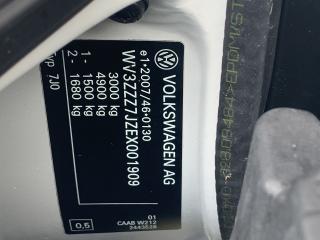 VOLKSWAGEN AG
e1*2007/46*0130
WV3ZZZ7JZEX001909
3000 kg
4900 kg
1 - 1500 kg
2 - 1680 kg
Typ 7J0
01
0,5
CAAB W212
2443528